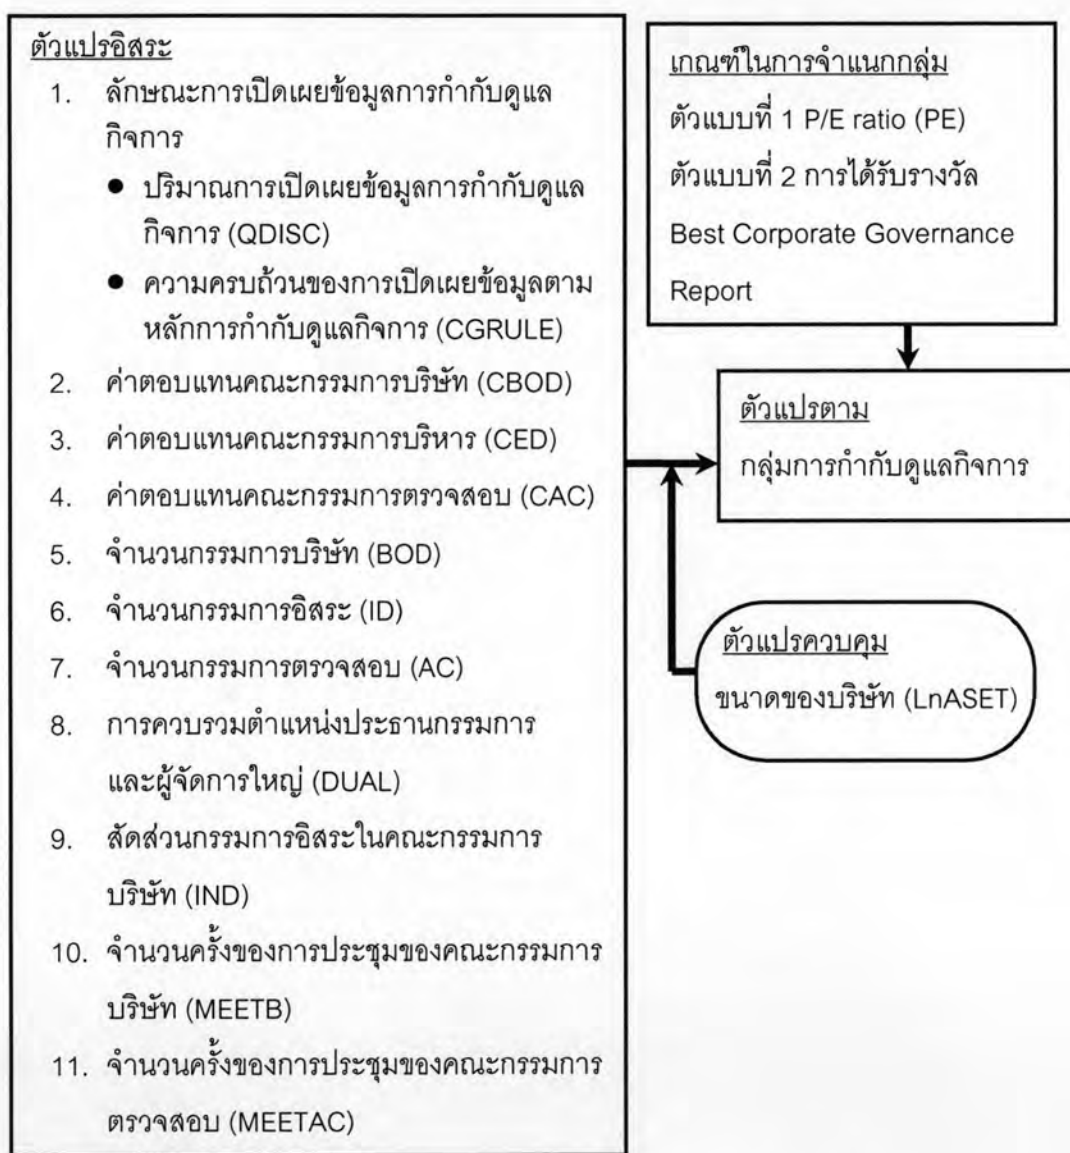 ตัวแปรอิสระ
1. ลักษณะการเปิดเผยข้อมูลการกำกับดูแล
กิจการ
● ปริมาณการเปิดเผยข้อมูลการกำกับดูแล
กิจการ (QDISC)
● ความครบถ้วนของการเปิดเผยข้อมูลตาม
หลักการกำกับดูแลกิจการ (CGRULE)
2. ค่าตอบแทนคณะกรรมการบริษัท (CBOD)
3. ค่าตอบแทนคณะกรรมการบริหาร (CED)
4. ค่าตอบแทนคณะกรรมการตรวจสอบ (CAC)
5. จำนวนกรรมการบริษัท (BOD)
6. จำนวนกรรมการอิสระ (ID)
7. จำนวนกรรมการตรวจสอบ (AC)
8. การควบรวมตำแหน่งประธานกรรมการ
และผู้จัดการใหญ่ (DUAL)
9. สัดส่วนกรรมการอิสระในคณะกรรมการ
บริษัท (IND)
10. จำนวนครั้งของการประชุมของคณะกรรมการ
บริษัท (MEETB)
11. จำนวนครั้งของการประชุมของคณะกรรมการ
ตรวจสอบ (MEETAC)
เกณฑ์ในการจำแนกกลุ่ม
ตัวแบบที่ 1 P/E ratio (PE)
ตัวแบบที่ 2 การได้รับรางวัล
Best Corporate Governance
Report
ตัวแปรตาม
กลุ่มการกำกับดูแลกิจการ
ตัวแปรควบคุม
ขนาดของบริษัท (LnASET)